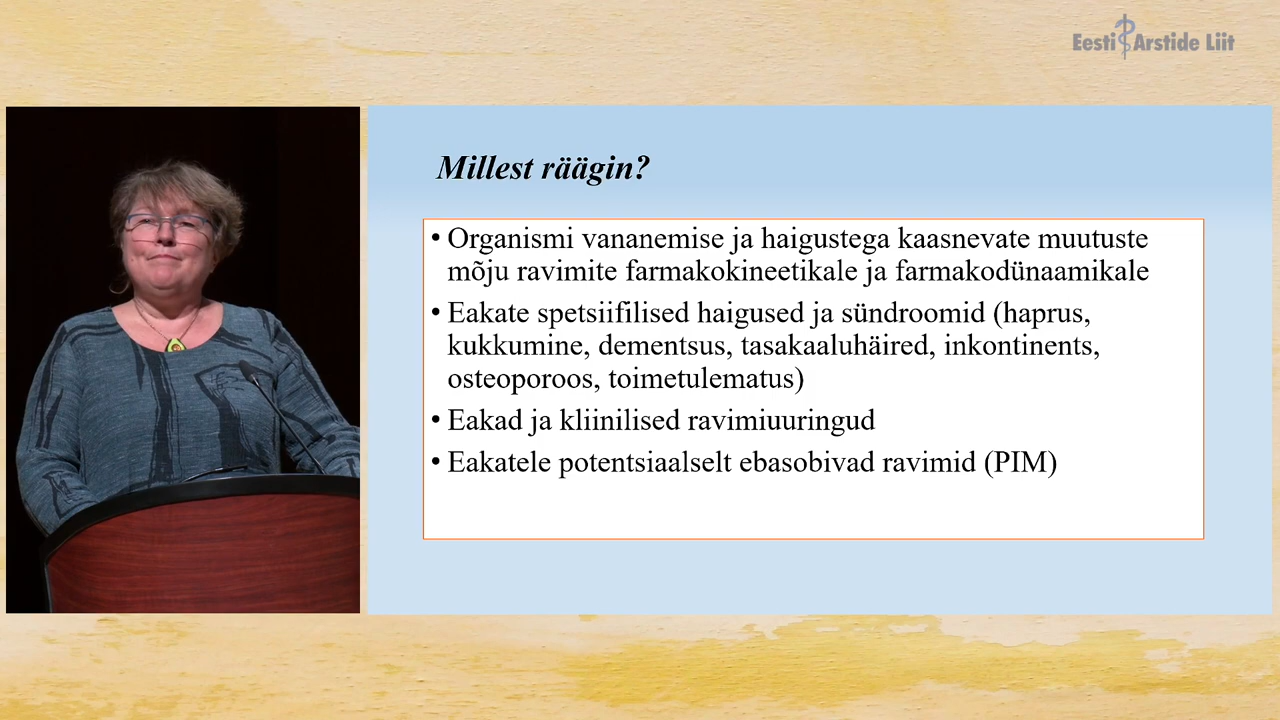 Eesti Arstide Liit
Millest räägin?
• Organismi vananemise ja haigustega kaasnevate muutuste
mõju ravimite farmakokineetikale ja farmakodünaamikale
• Eakate spetsiifilised haigused ja sündroomid (haprus,
kukkumine, dementsus, tasakaaluhäired, inkontinents,
osteoporoos, toimetulematus)
• Eakad ja kliinilised ravimiuuringud
• Eakatele potentsiaalselt ebasobivad ravimid (PIM)